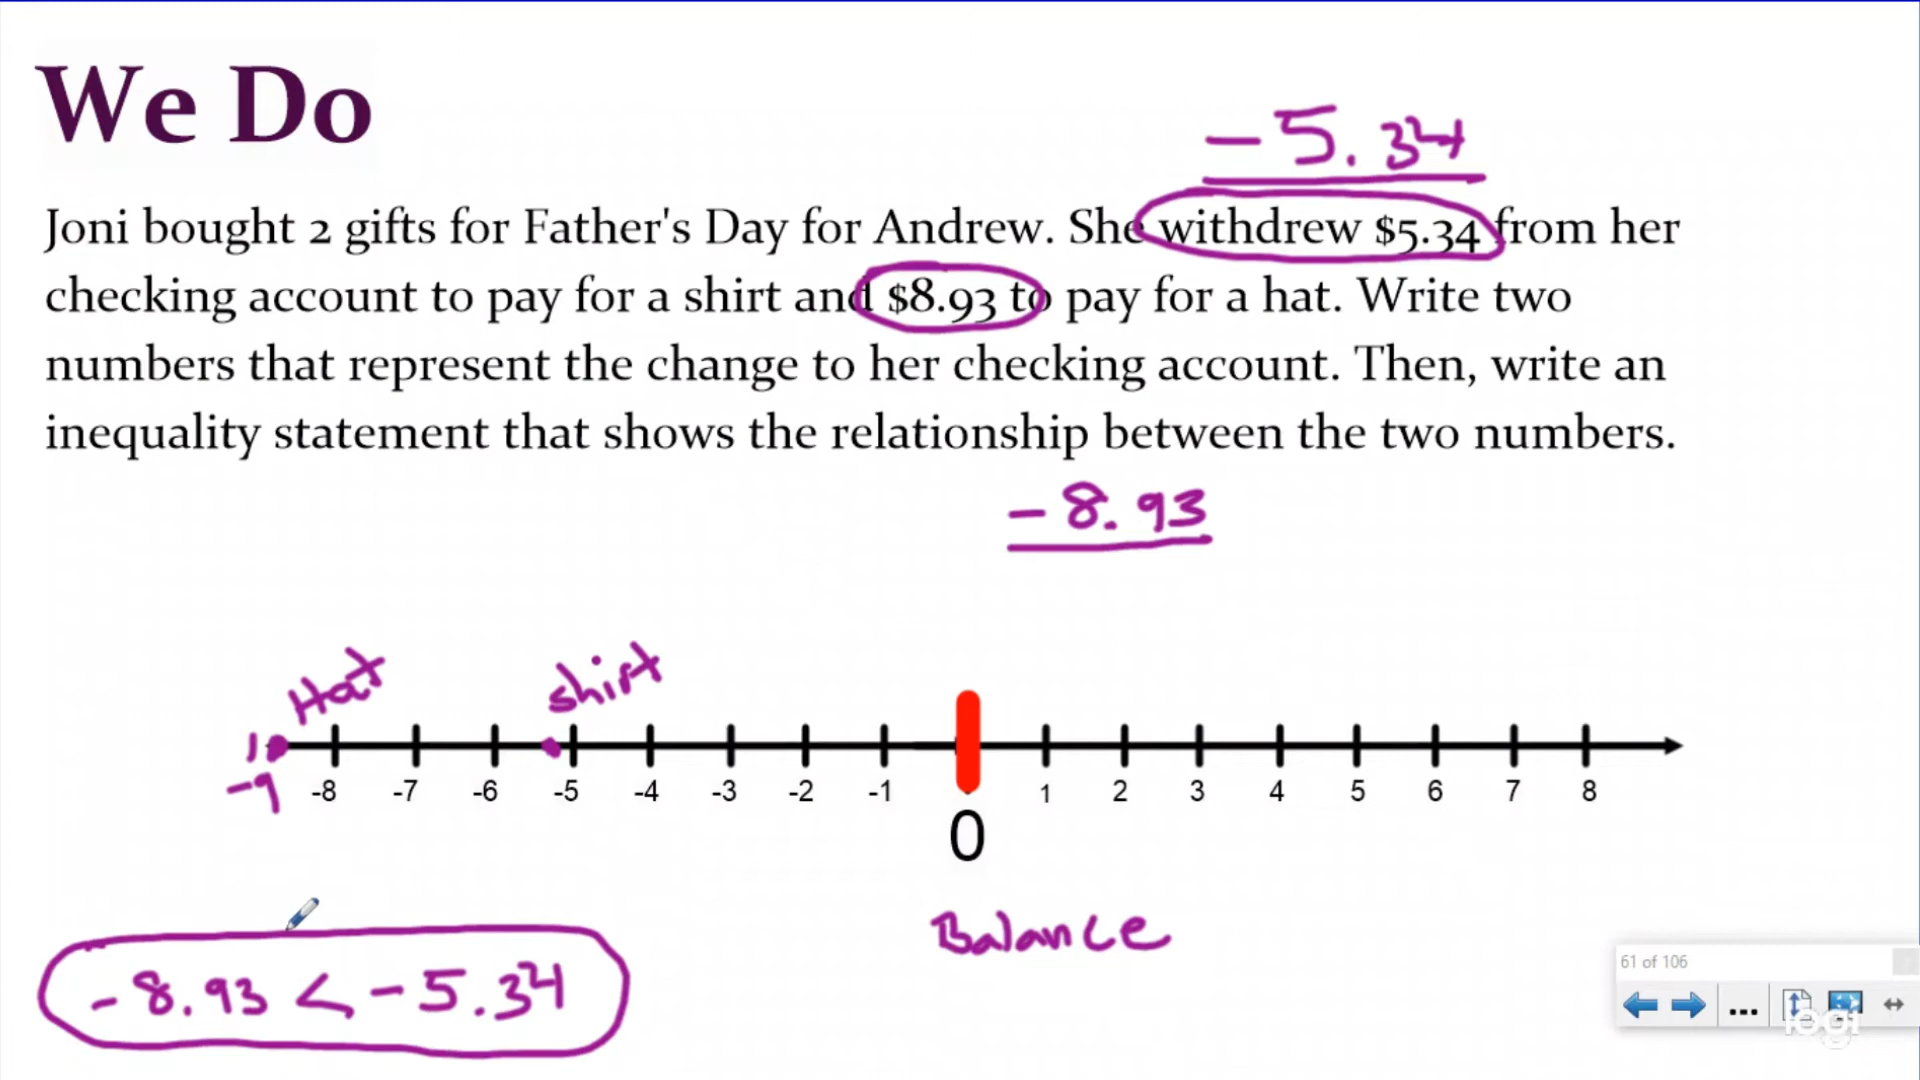 We Do
-5.34
Joni bought 2 gifts for Father's Day for Andrew. She withdrew $5.34 from her
checking account to pay for a shirt and $8.93 to pay for a hat. Write two
numbers that represent the change to her checking account. Then, write an
inequality statement that shows the relationship between the two numbers.
-8.93
Hat shirt
-9 -8 -7 -6 -5 -4 -3 -2 -1 0 1 2 3 4 5 6 7 8
Balance
-8.93 < -5.34
61 of 106